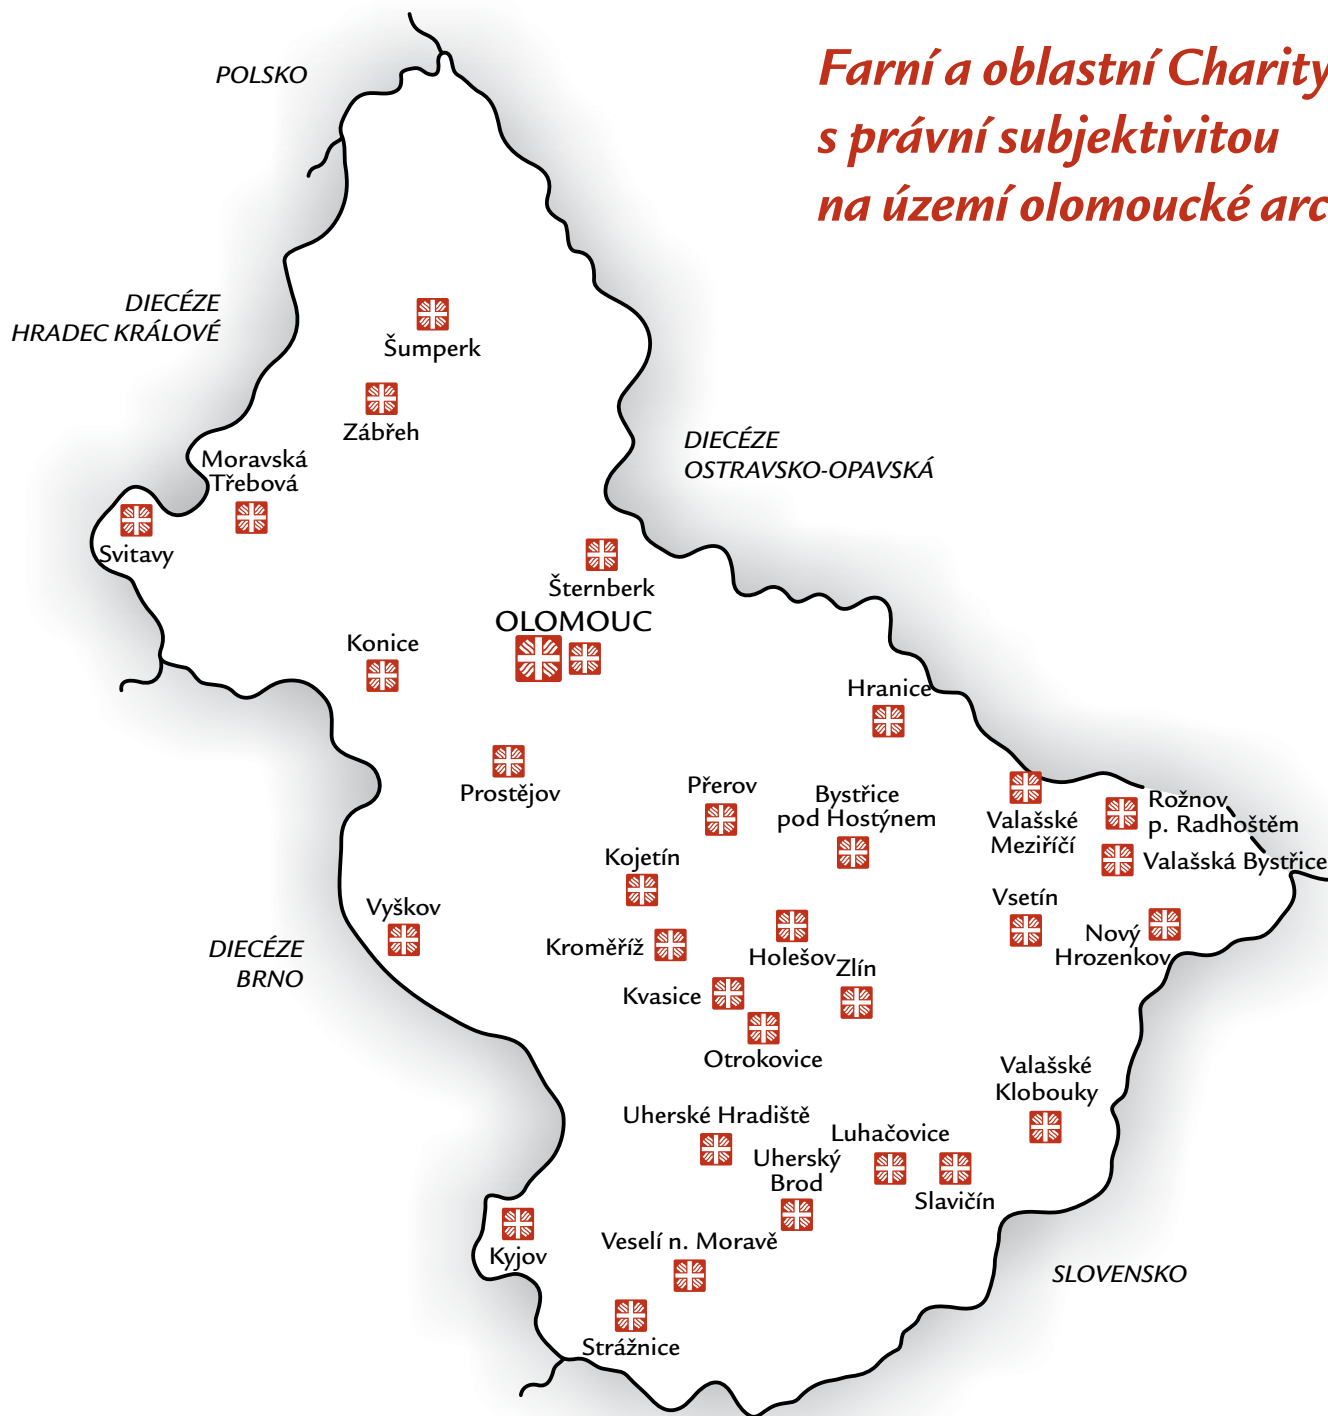 Farní a oblastní Charity
s právní subjektivitou
na území olomoucké arc
POLSKO
DIECÉZE
HRADEC KRÁLOVÉ
Šumperk
Zábřeh
DIECÉZE
OSTRAVSKO-OPAVSKÁ
Moravská
Třebová
Svitavy
Šternberk
OLOMOUC
Konice
Hranice
Prostějov
Přerov
Bystřice
pod Hostýnem
Valašské
Meziříčí
Rožnov
p. Radhoštěm
Valašská Bystřice
Kojetín
Vyškov
Vsetín
Nový
Hrozenkov
DIECÉZE
BRNO
Kroměříž
Holešov
Zlín
Kvasice
Otrokovice
Valašské
Klobouky
Uherské Hradiště
Luhačovice
Uherský
Brod
Slavičín
Kyjov
Veselí n. Moravě
SLOVENSKO
Strážnice